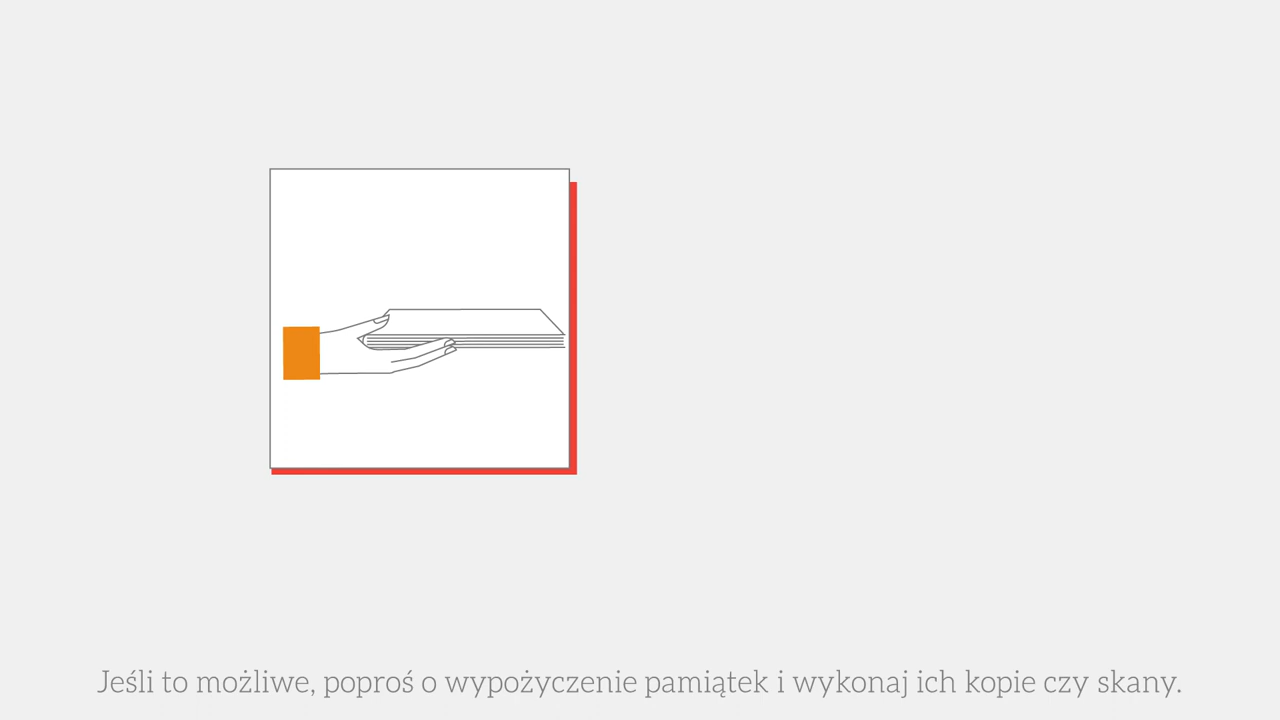 Jeśli to możliwe, poproś o wypożyczenie pamiątek i wykonaj ich kopie czy skany.